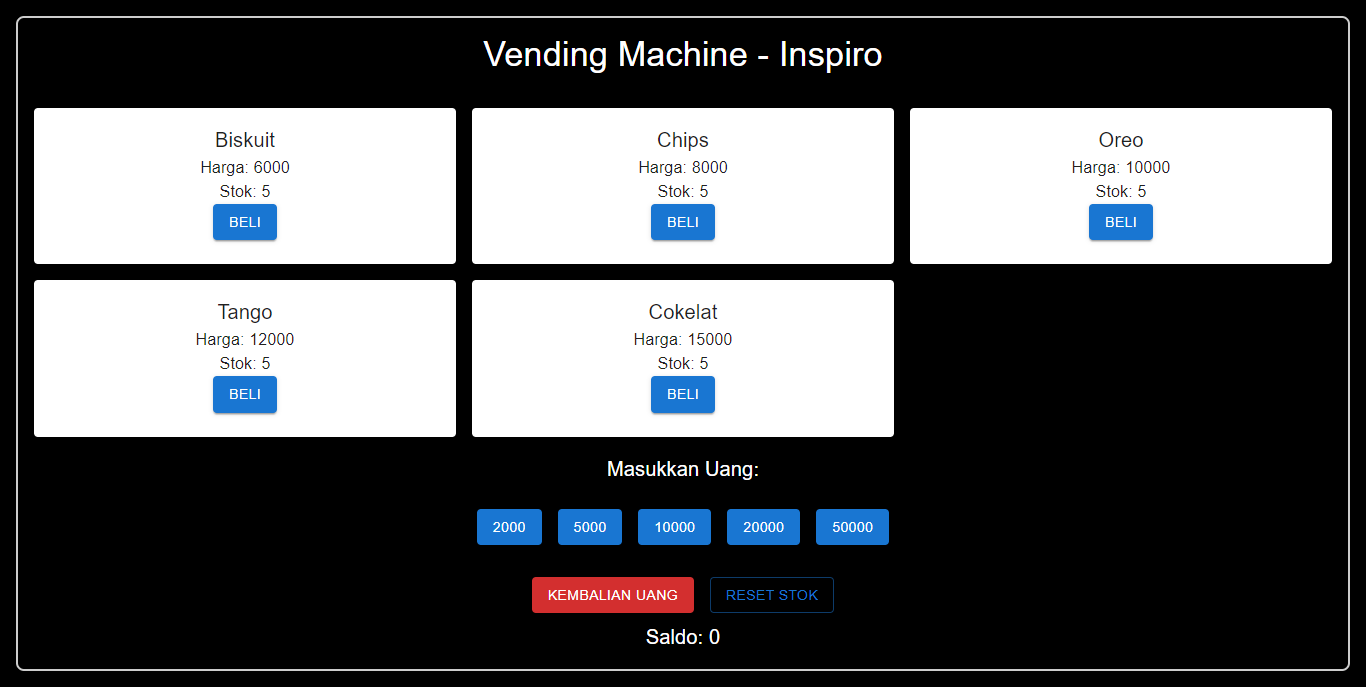 Vending Machine - Inspiro
Biskuit
Harga: 6000
Stok: 5
BELI
Chips
Harga: 8000
Stok: 5
BELI
Oreo
Harga: 10000
Stok: 5
BELI
Tango
Harga: 12000
Stok: 5
BELI
Cokelat
Harga: 15000
Stok: 5
BELI
Masukkan Uang:
2000 5000 10000 20000 50000
KEMBALIAN UANG RESET STOK
Saldo: 0